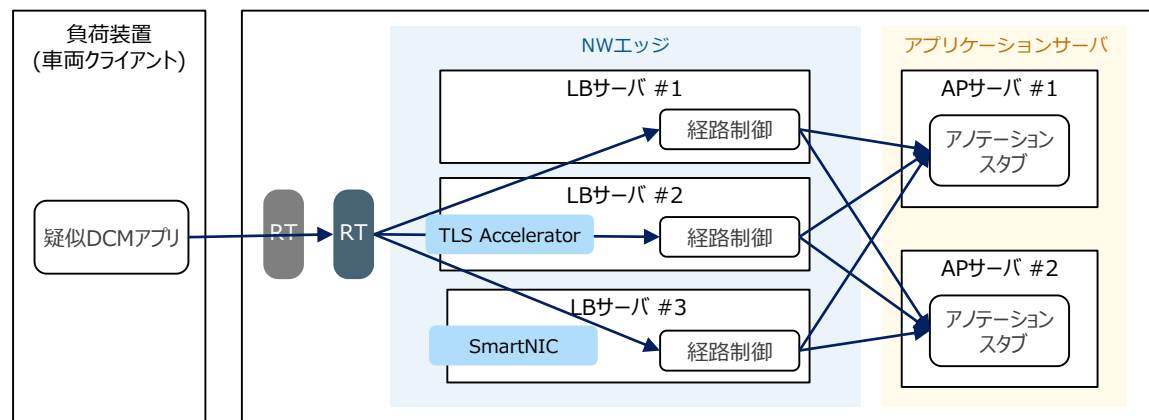 負荷装置
(車両クライアント)
疑似DCMアプリ
RT
RT
NWエッジ
LBサーバ #1
経路制御
LBサーバ #2
TLS Accelerator
経路制御
LBサーバ #3
SmartNIC
経路制御
アプリケーションサーバ
APサーバ #1
アノテーション
スタブ
APサーバ #2
アノテーション
スタブ